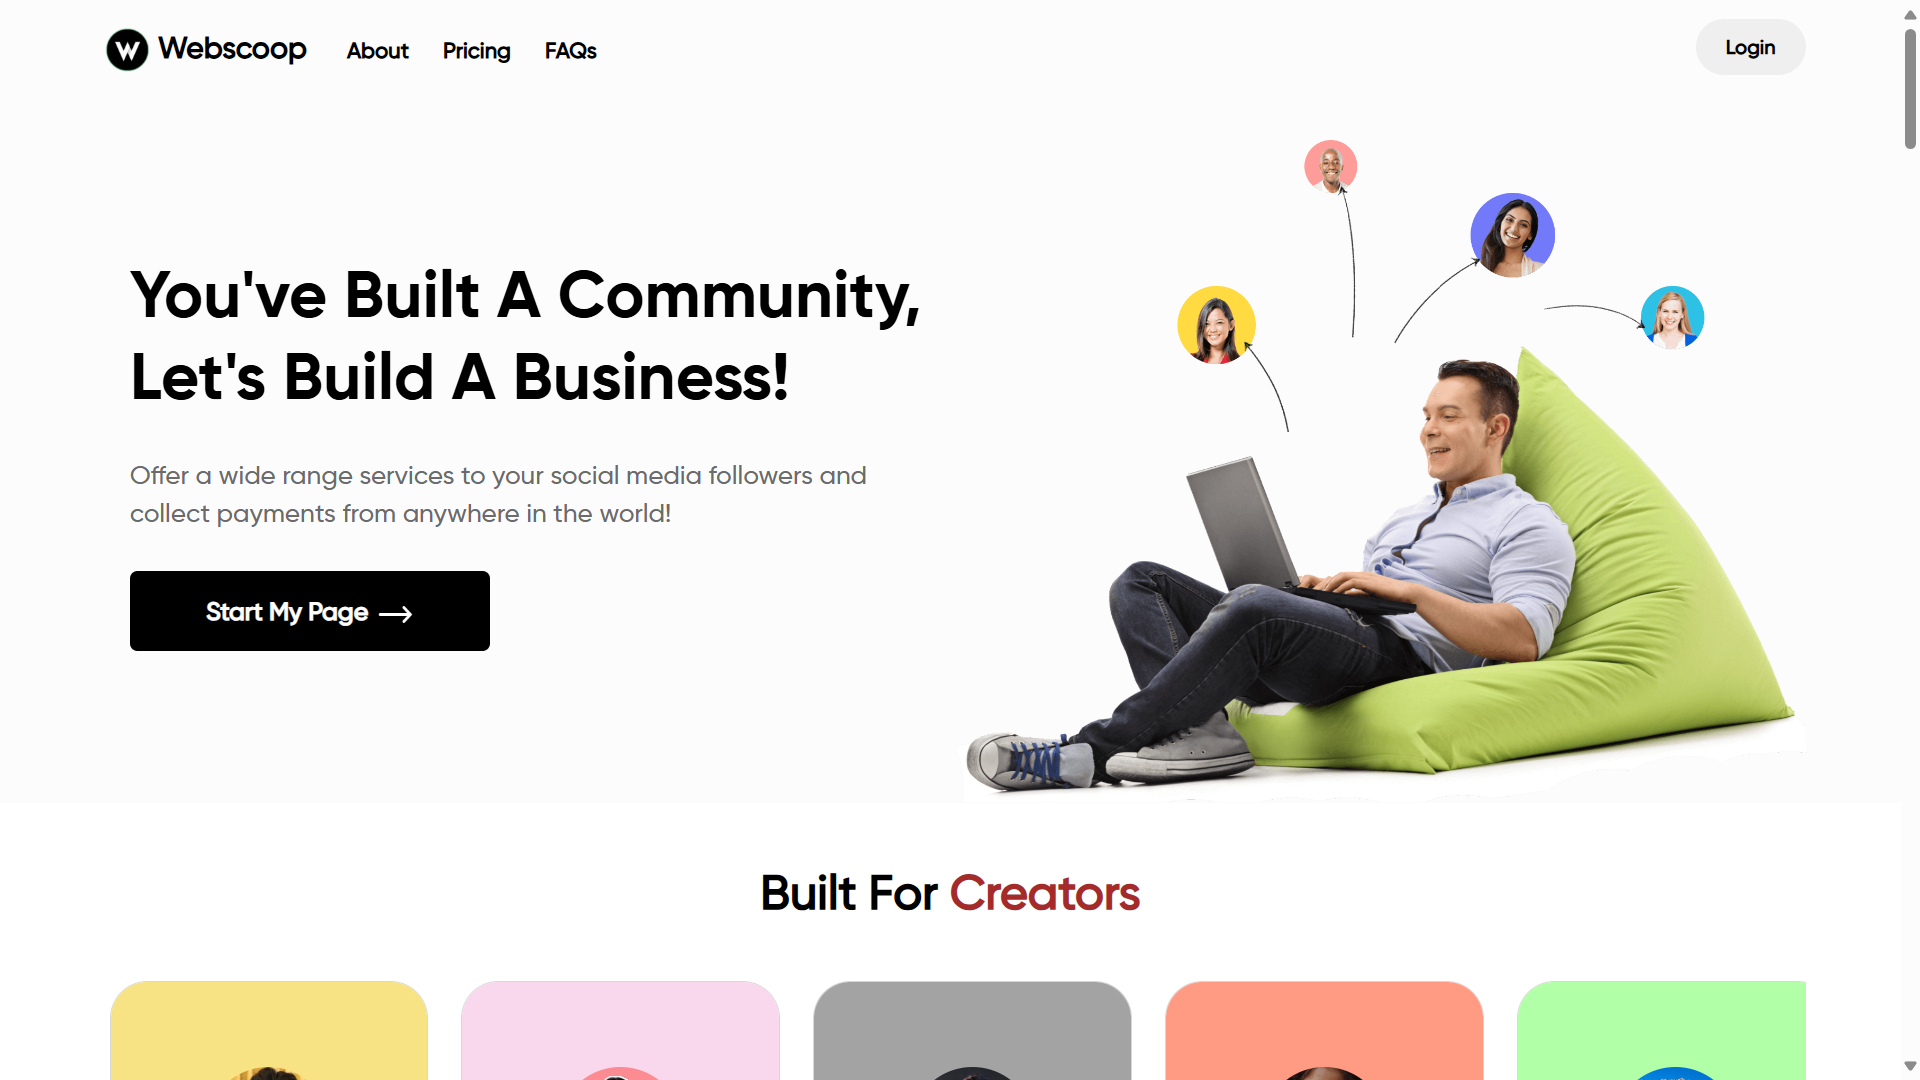 W Webscoop About Pricing FAQs Login
You've Built A Community,
Let's Build A Business!
Offer a wide range services to your social media followers and
collect payments from anywhere in the world!
Start My Page
Built For Creators